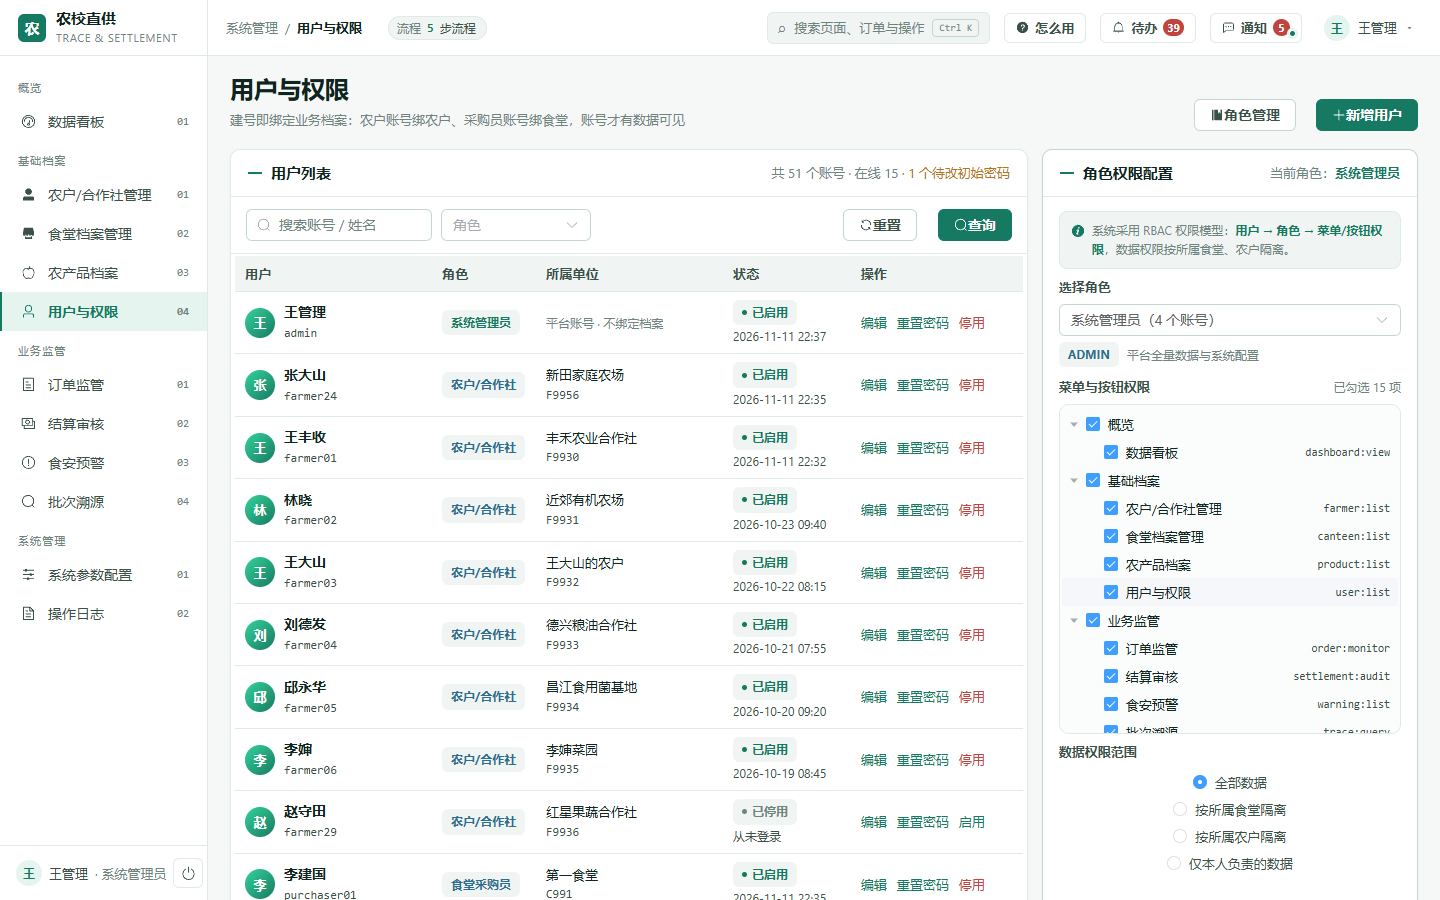 农 农校直供
TRACE & SETTLEMENT
系统管理 / 用户与权限
流程 5 步流程
搜索页面、订单与操作 Ctrl K
怎么用
待办 39
通知 5
王 王管理
概览
数据看板 01
基础档案
农户/合作社管理 01
食堂档案管理 02
农产品档案 03
用户与权限 04
业务监管
订单监管 01
结算审核 02
食安预警 03
批次溯源 04
系统管理
系统参数配置 01
操作日志 02
王 王管理 · 系统管理员
用户与权限
建号即绑定业务档案：农户账号绑农户、采购员账号绑食堂，账号才有数据可见
角色管理
新增用户
用户列表
共 51 个账号 · 在线 15 · 1 个待改初始密码
搜索账号 / 姓名
角色
重置
查询
用户 角色 所属单位 状态 操作
王 王管理 系统管理员 平台账号 · 不绑定档案 已启用 编辑 重置密码 停用
admin 2026-11-11 22:37
张 张大山 农户/合作社 新田家庭农场 已启用 编辑 重置密码 停用
farmer24 F9956 2026-11-11 22:35
王 王丰收 农户/合作社 丰禾农业合作社 已启用 编辑 重置密码 停用
farmer01 F9930 2026-11-11 22:32
林 林晓 农户/合作社 近郊有机农场 已启用 编辑 重置密码 停用
farmer02 F9931 2026-10-23 09:40
王 王大山 农户/合作社 王大山的农户 已启用 编辑 重置密码 停用
farmer03 F9932 2026-10-22 08:15
刘 刘德发 农户/合作社 德兴粮油合作社 已启用 编辑 重置密码 停用
farmer04 F9933 2026-10-21 07:55
邱 邱永华 农户/合作社 昌江食用菌基地 已启用 编辑 重置密码 停用
farmer05 F9934 2026-10-20 09:20
李 李婶 农户/合作社 李婶菜园 已启用 编辑 重置密码 停用
farmer06 F9935 2026-10-19 08:45
赵 赵守田 农户/合作社 红星果蔬合作社 已停用 编辑 重置密码 启用
farmer29 F9936 从未登录
李 李建国 食堂采购员 第一食堂 已启用 编辑 重置密码 停用
purchaser01 C991 2026-11-11 22:35
角色权限配置
当前角色：系统管理员
系统采用 RBAC 权限模型：用户 → 角色 → 菜单/按钮权
限，数据权限按所属食堂、农户隔离。
选择角色
系统管理员（4 个账号）
ADMIN 平台全量数据与系统配置
菜单与按钮权限 已勾选 15 项
概览
数据看板 dashboard:view
基础档案
农户/合作社管理 farmer:list
食堂档案管理 canteen:list
农产品档案 product:list
用户与权限 user:list
业务监管
订单监管 order:monitor
结算审核 settlement:audit
食安预警 warning:list
批次溯源 trace:query
数据权限范围
全部数据
按所属食堂隔离
按所属农户隔离
仅本人负责的数据